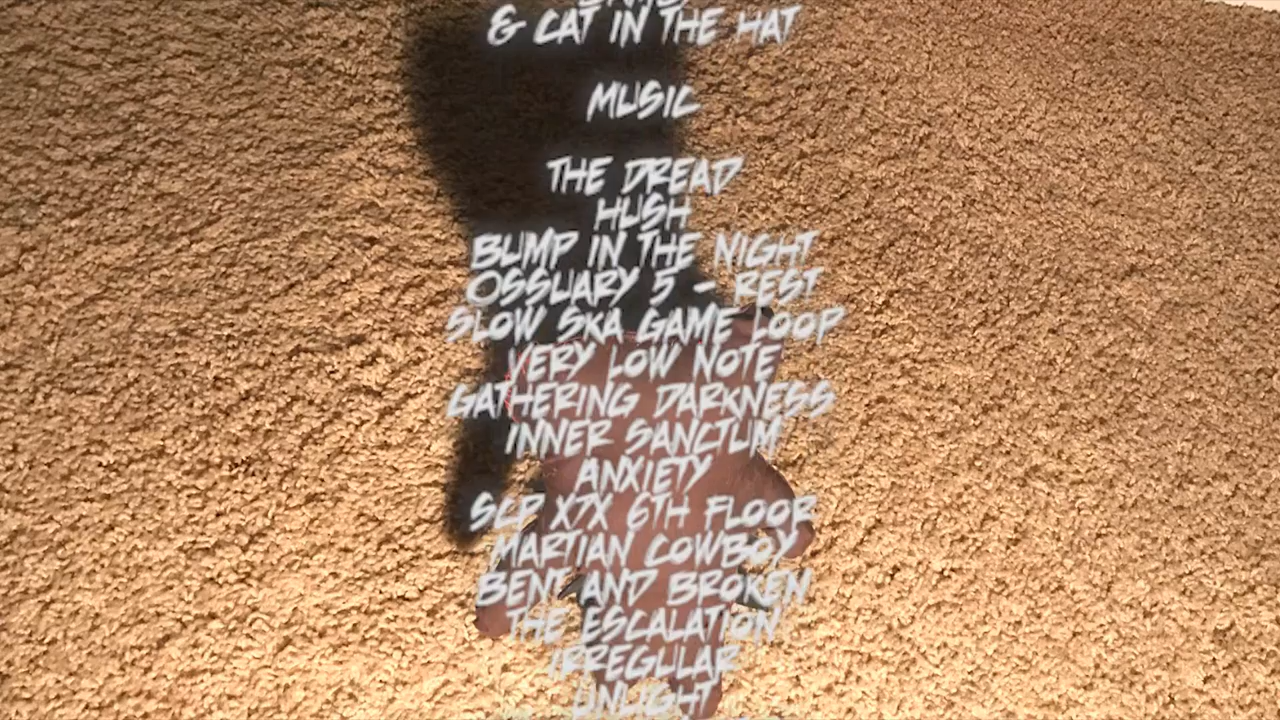 & CAT IN THE HAT
MUSIC
THE DREAD
HUSH
BUMP IN THE NIGHT
OSSUARY 5 - REST
SLOW SKA GAME LOOP
VERY LOW NOTE
GATHERING DARKNESS
INNER SANCTUM
ANXIETY
SCP X7X 6TH FLOOR
MARTIAN COWBOY
BENT AND BROKEN
THE ESCALATION
IRREGULAR
UNLIGHT